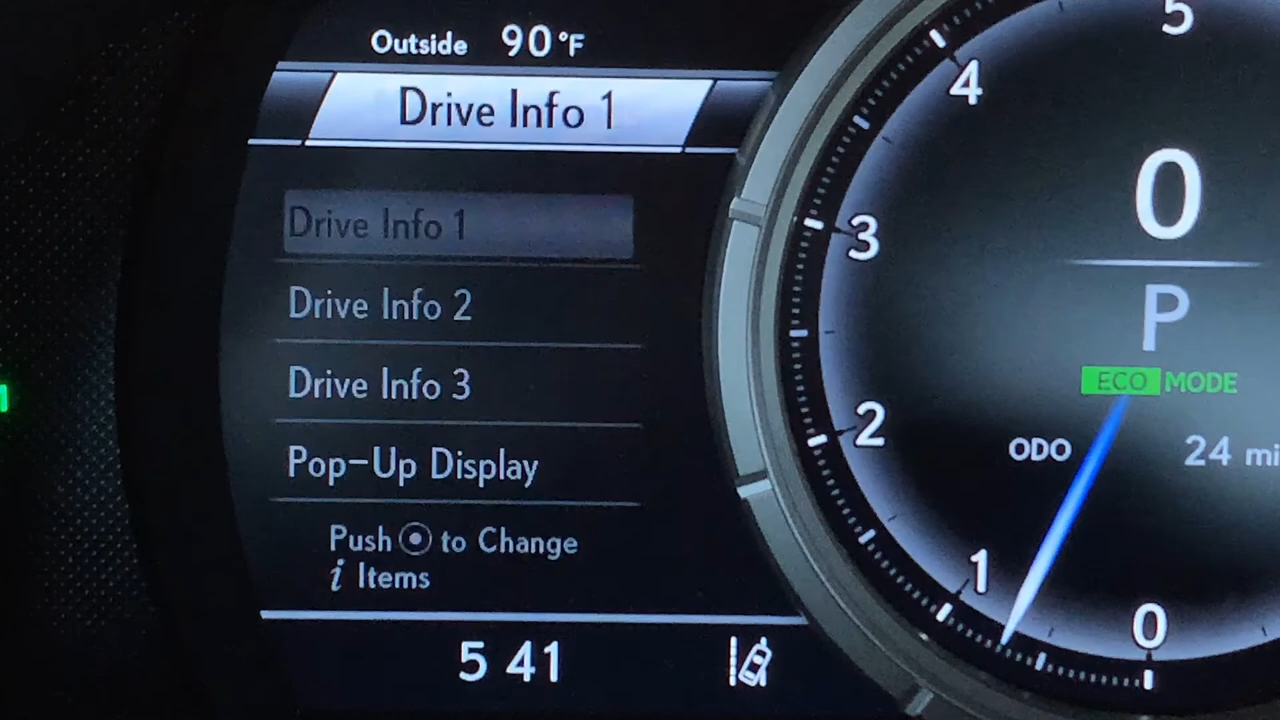 Outside 90°F
Drive Info 1
Drive Info 1
Drive Info 2
Drive Info 3
Pop-Up Display
Push to Change
i Items
5 41
5
4
3
2
1
0
0
P
ECO MODE
ODO 24 mi